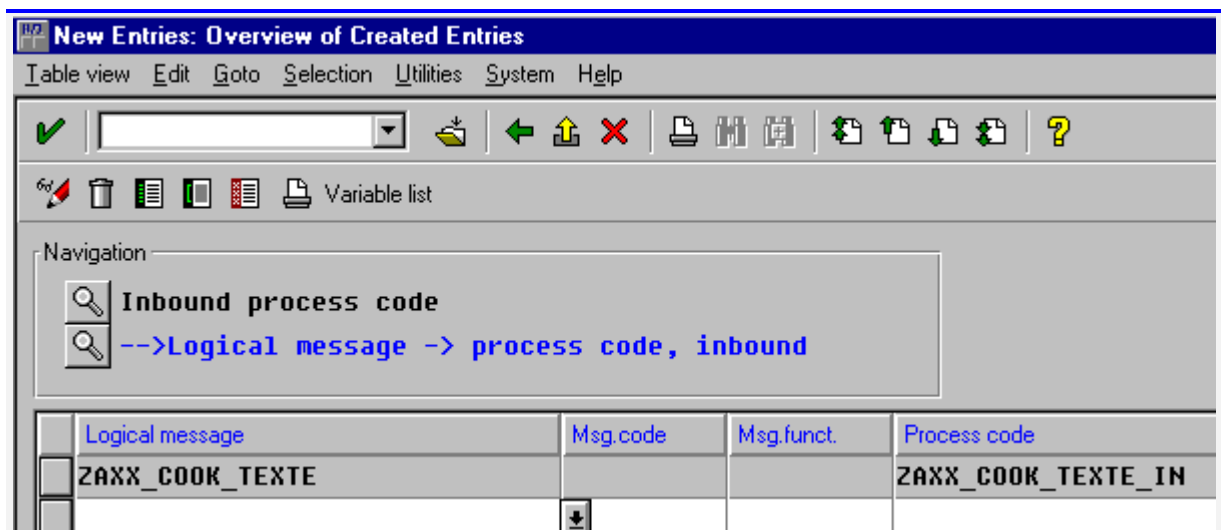 New Entries: Overview of Created Entries
Table view Edit Goto Selection Utilities System Help
Variable list
Navigation
Inbound process code
-->Logical message -> process code, inbound
Logical message Msg.code Msg.funct. Process code
ZAXX_COOK_TEXTE ZAXX_COOK_TEXTE_IN